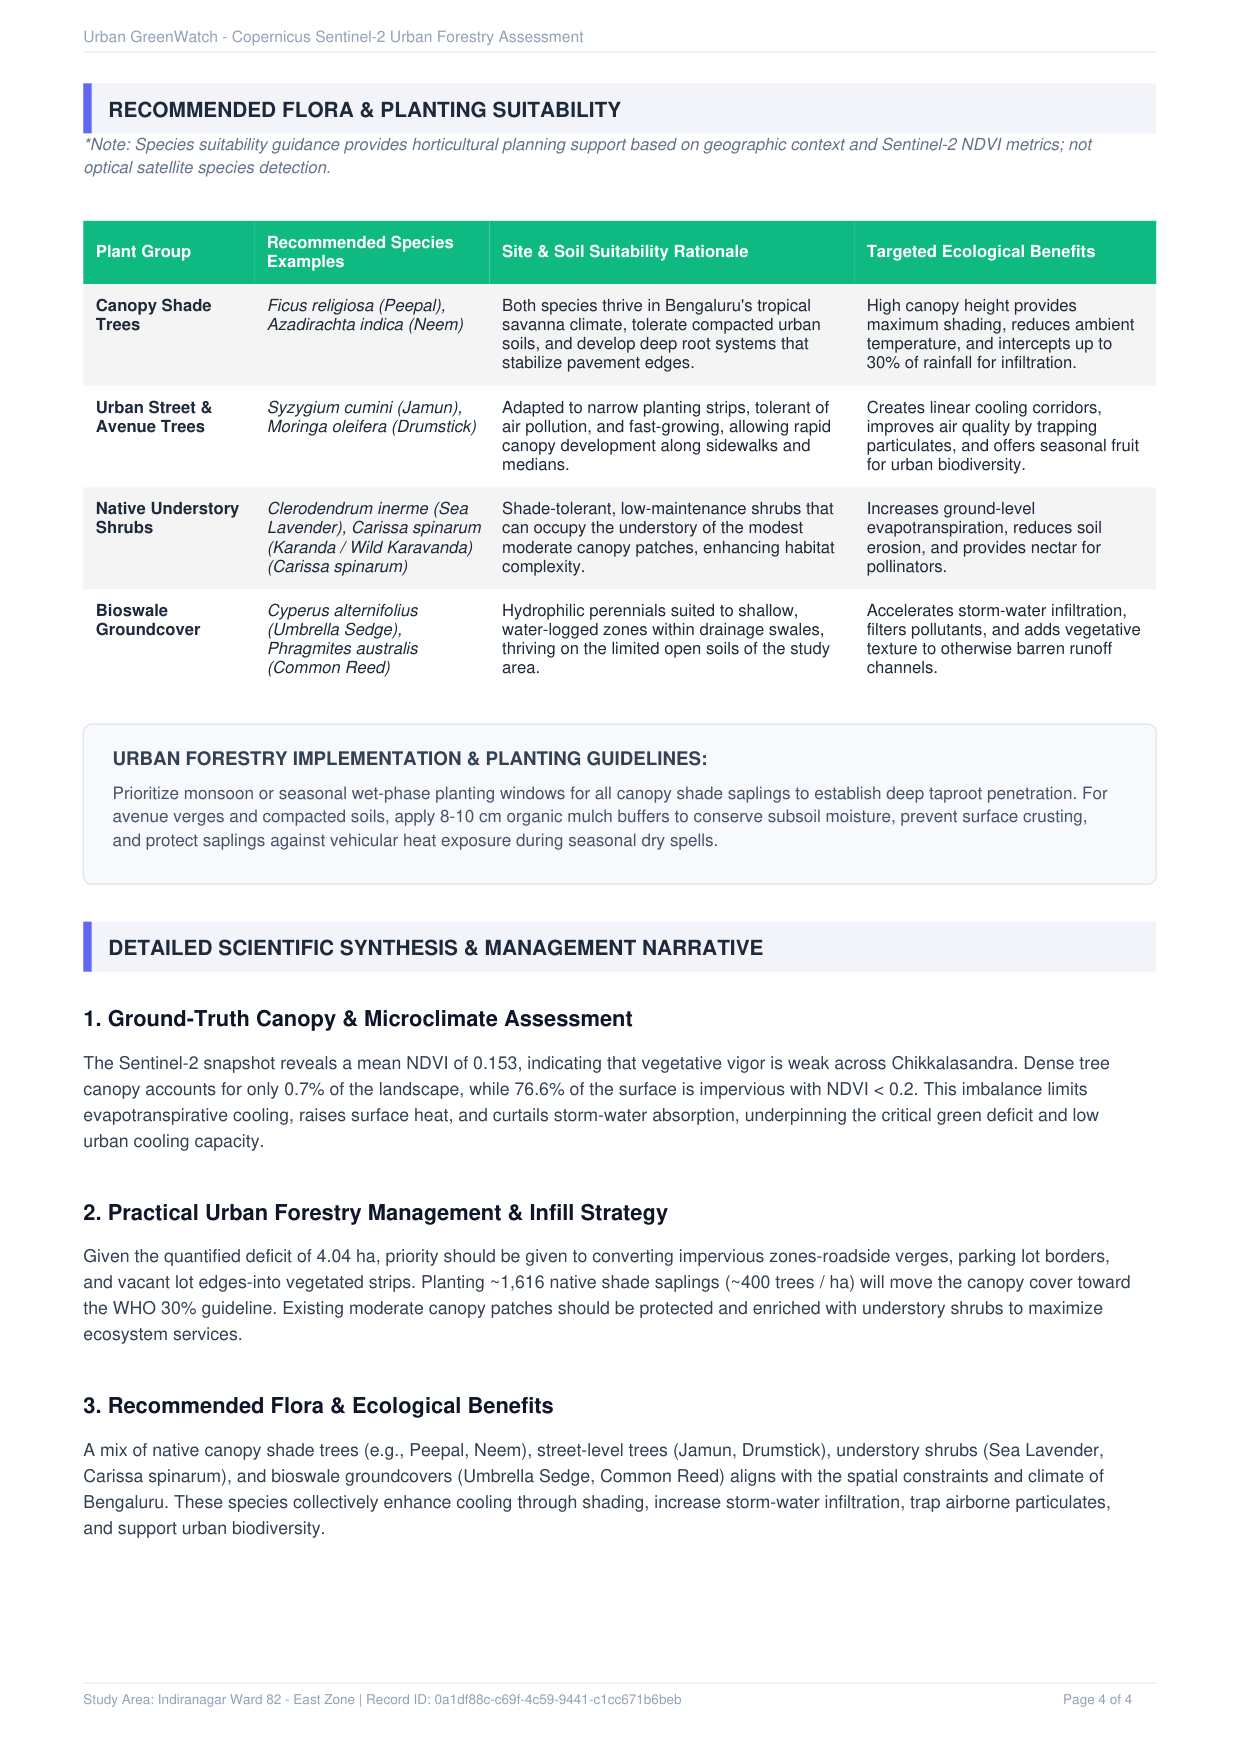 Urban GreenWatch - Copernicus Sentinel-2 Urban Forestry Assessment
RECOMMENDED FLORA & PLANTING SUITABILITY
*Note: Species suitability guidance provides horticultural planning support based on geographic context and Sentinel-2 NDVI metrics; not
optical satellite species detection.
Plant Group
Recommended Species
Examples
Site & Soil Suitability Rationale
Targeted Ecological Benefits
Canopy Shade
Trees
Ficus religiosa (Peepal),
Azadirachta indica (Neem)
Both species thrive in Bengaluru's tropical
savanna climate, tolerate compacted urban
soils, and develop deep root systems that
stabilize pavement edges.
High canopy height provides
maximum shading, reduces ambient
temperature, and intercepts up to
30% of rainfall for infiltration.
Urban Street &
Avenue Trees
Syzygium cumini (Jamun),
Moringa oleifera (Drumstick)
Adapted to narrow planting strips, tolerant of
air pollution, and fast-growing, allowing rapid
canopy development along sidewalks and
medians.
Creates linear cooling corridors,
improves air quality by trapping
particulates, and offers seasonal fruit
for urban biodiversity.
Native Understory
Shrubs
Clerodendrum inerme (Sea
Lavender), Carissa spinarum
(Karanda / Wild Karavanda)
(Carissa spinarum)
Shade-tolerant, low-maintenance shrubs that
can occupy the understory of the modest
moderate canopy patches, enhancing habitat
complexity.
Increases ground-level
evapotranspiration, reduces soil
erosion, and provides nectar for
pollinators.
Bioswale
Groundcover
Cyperus alternifolius
(Umbrella Sedge),
Phragmites australis
(Common Reed)
Hydrophilic perennials suited to shallow,
water-logged zones within drainage swales,
thriving on the limited open soils of the study
area.
Accelerates storm-water infiltration,
filters pollutants, and adds vegetative
texture to otherwise barren runoff
channels.
URBAN FORESTRY IMPLEMENTATION & PLANTING GUIDELINES:
Prioritize monsoon or seasonal wet-phase planting windows for all canopy shade saplings to establish deep taproot penetration. For
avenue verges and compacted soils, apply 8-10 cm organic mulch buffers to conserve subsoil moisture, prevent surface crusting,
and protect saplings against vehicular heat exposure during seasonal dry spells.
DETAILED SCIENTIFIC SYNTHESIS & MANAGEMENT NARRATIVE
1. Ground-Truth Canopy & Microclimate Assessment
The Sentinel-2 snapshot reveals a mean NDVI of 0.153, indicating that vegetative vigor is weak across Chikkalasandra. Dense tree
canopy accounts for only 0.7% of the landscape, while 76.6% of the surface is impervious with NDVI < 0.2. This imbalance limits
evapotranspirative cooling, raises surface heat, and curtails storm-water absorption, underpinning the critical green deficit and low
urban cooling capacity.
2. Practical Urban Forestry Management & Infill Strategy
Given the quantified deficit of 4.04 ha, priority should be given to converting impervious zones-roadside verges, parking lot borders,
and vacant lot edges-into vegetated strips. Planting ~1,616 native shade saplings (~400 trees / ha) will move the canopy cover toward
the WHO 30% guideline. Existing moderate canopy patches should be protected and enriched with understory shrubs to maximize
ecosystem services.
3. Recommended Flora & Ecological Benefits
A mix of native canopy shade trees (e.g., Peepal, Neem), street-level trees (Jamun, Drumstick), understory shrubs (Sea Lavender,
Carissa spinarum), and bioswale groundcovers (Umbrella Sedge, Common Reed) aligns with the spatial constraints and climate of
Bengaluru. These species collectively enhance cooling through shading, increase storm-water infiltration, trap airborne particulates,
and support urban biodiversity.
Study Area: Indiranagar Ward 82 - East Zone | Record ID: 0a1df88c-c69f-4c59-9441-c1cc671b6beb
Page 4 of 4